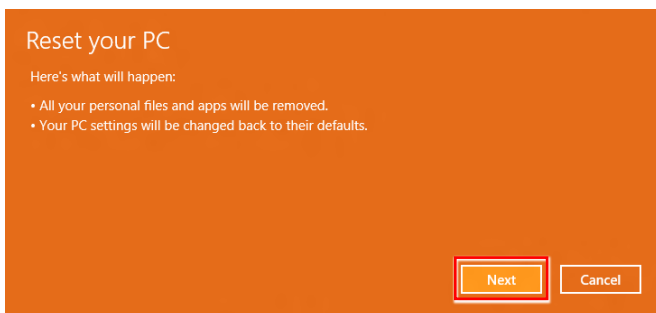 Reset your PC
Here's what will happen:
• All your personal files and apps will be removed.
• Your PC settings will be changed back to their defaults.
Next Cancel